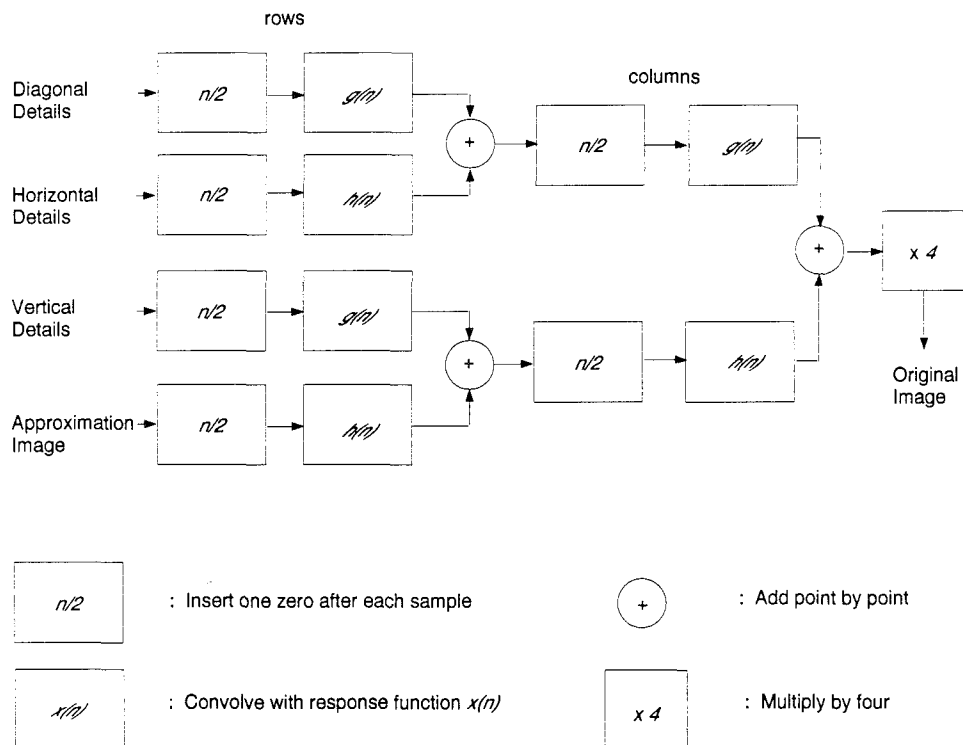 rows
Diagonal
Details
n/2
g(n)
+
columns
n/2
g(n)
Horizontal
Details
n/2
h(n)
+
x 4
Vertical
Details
n/2
g(n)
+
n/2
h(n)
Original
Image
Approximation
Image
n/2
h(n)
n/2
: Insert one zero after each sample
+
: Add point by point
x(n)
: Convolve with response function x(n)
x 4
: Multiply by four